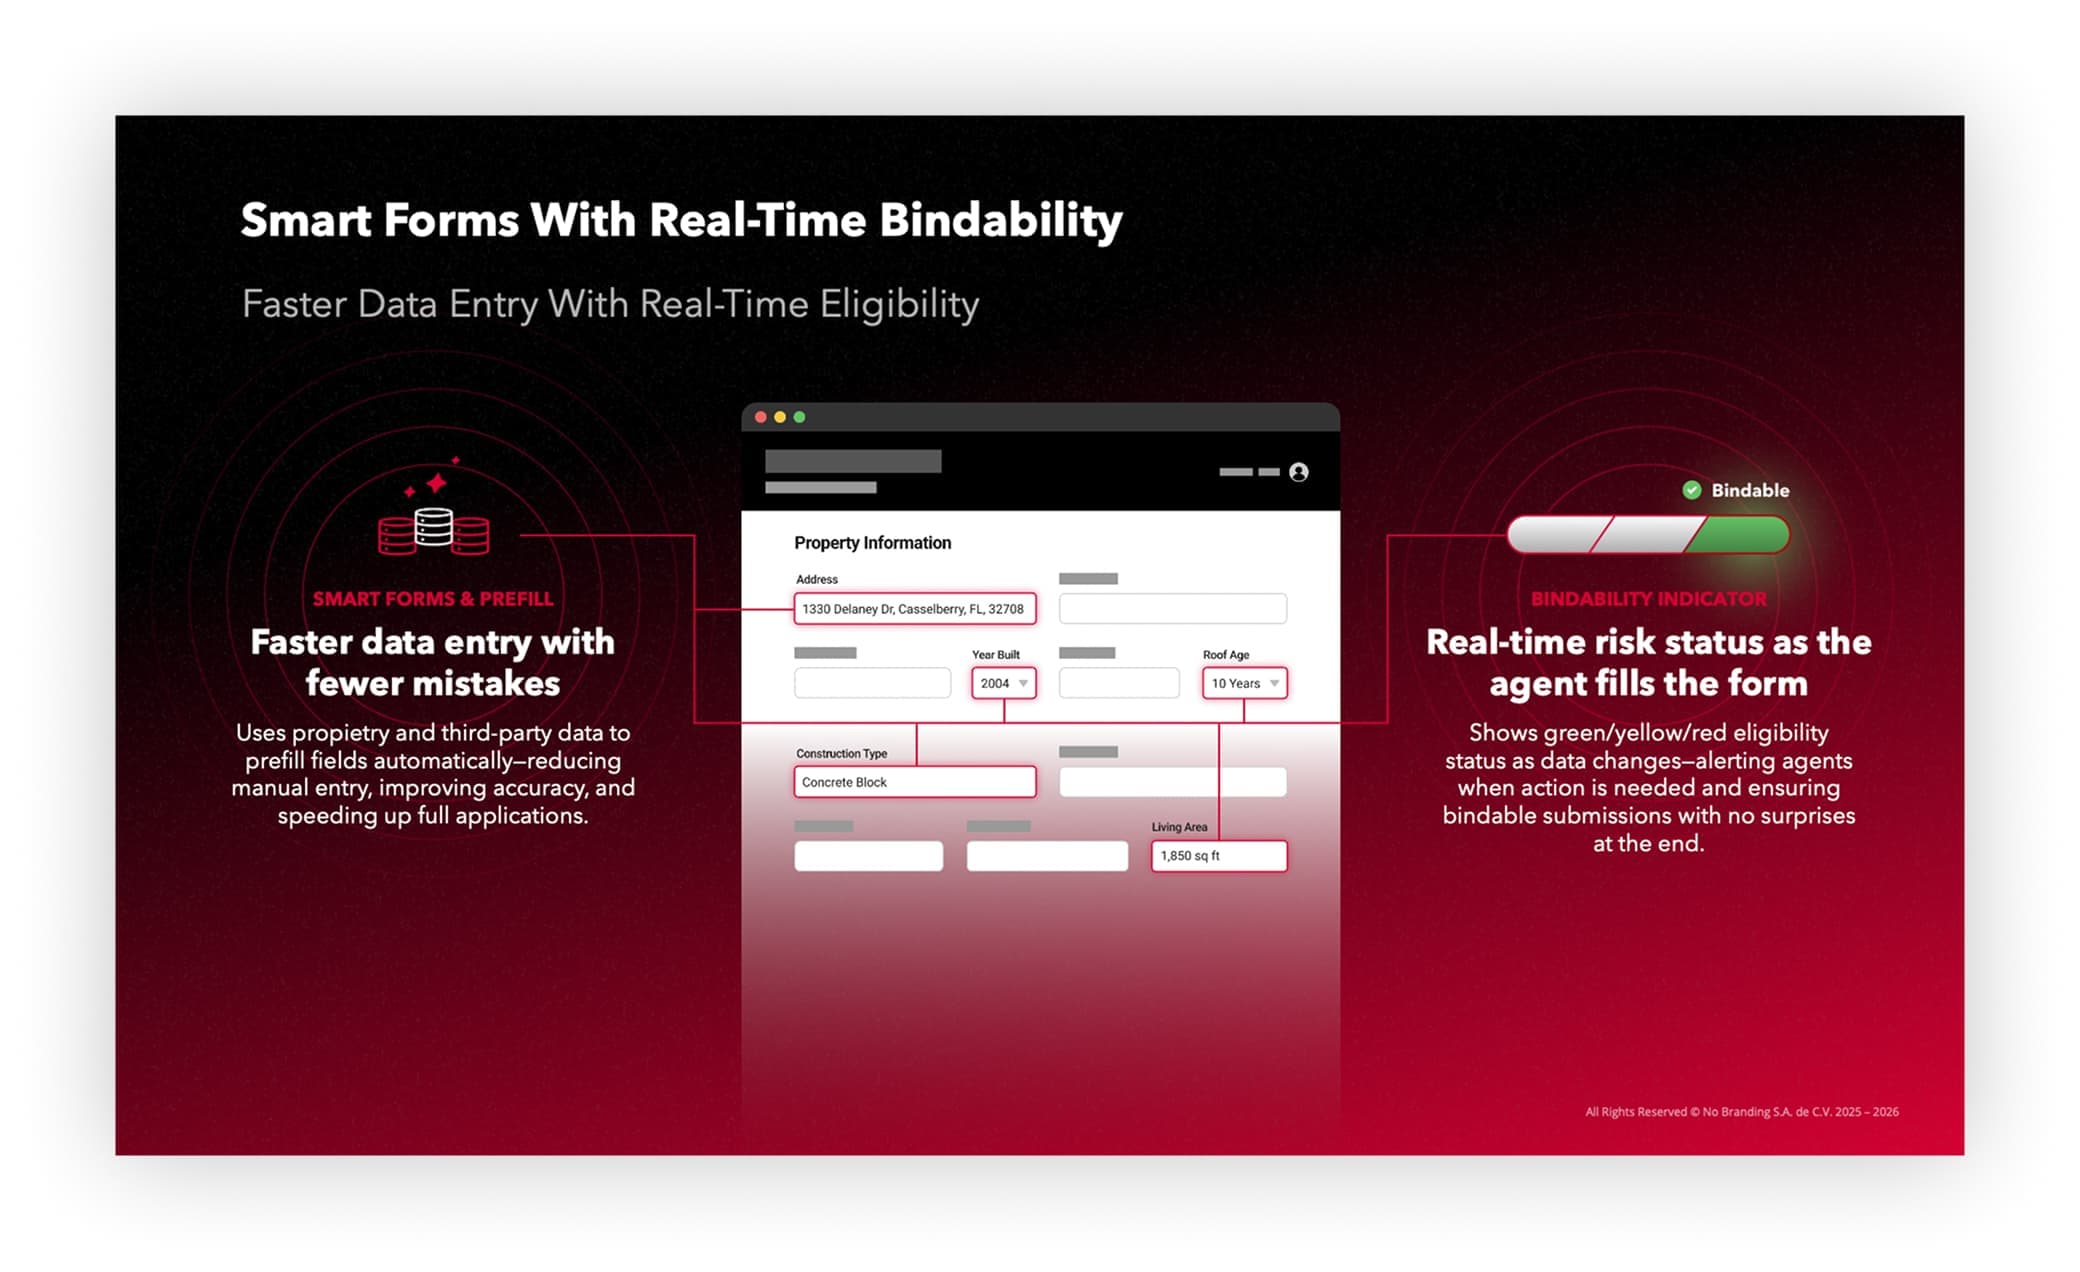 Smart Forms With Real-Time Bindability
Faster Data Entry With Real-Time Eligibility
SMART FORMS & PREFILL
Faster data entry with
fewer mistakes
Uses propietry and third-party data to
prefill fields automatically—reducing
manual entry, improving accuracy, and
speeding up full applications.
Property Information
Address
1330 Delaney Dr, Casselberry, FL, 32708
Year Built
2004
Roof Age
10 Years
Construction Type
Concrete Block
Living Area
1,850 sq ft
Bindable
BINDABILITY INDICATOR
Real-time risk status as the
agent fills the form
Shows green/yellow/red eligibility
status as data changes—alerting agents
when action is needed and ensuring
bindable submissions with no surprises
at the end.
All Rights Reserved © No Branding S.A. de C.V. 2025 – 2026